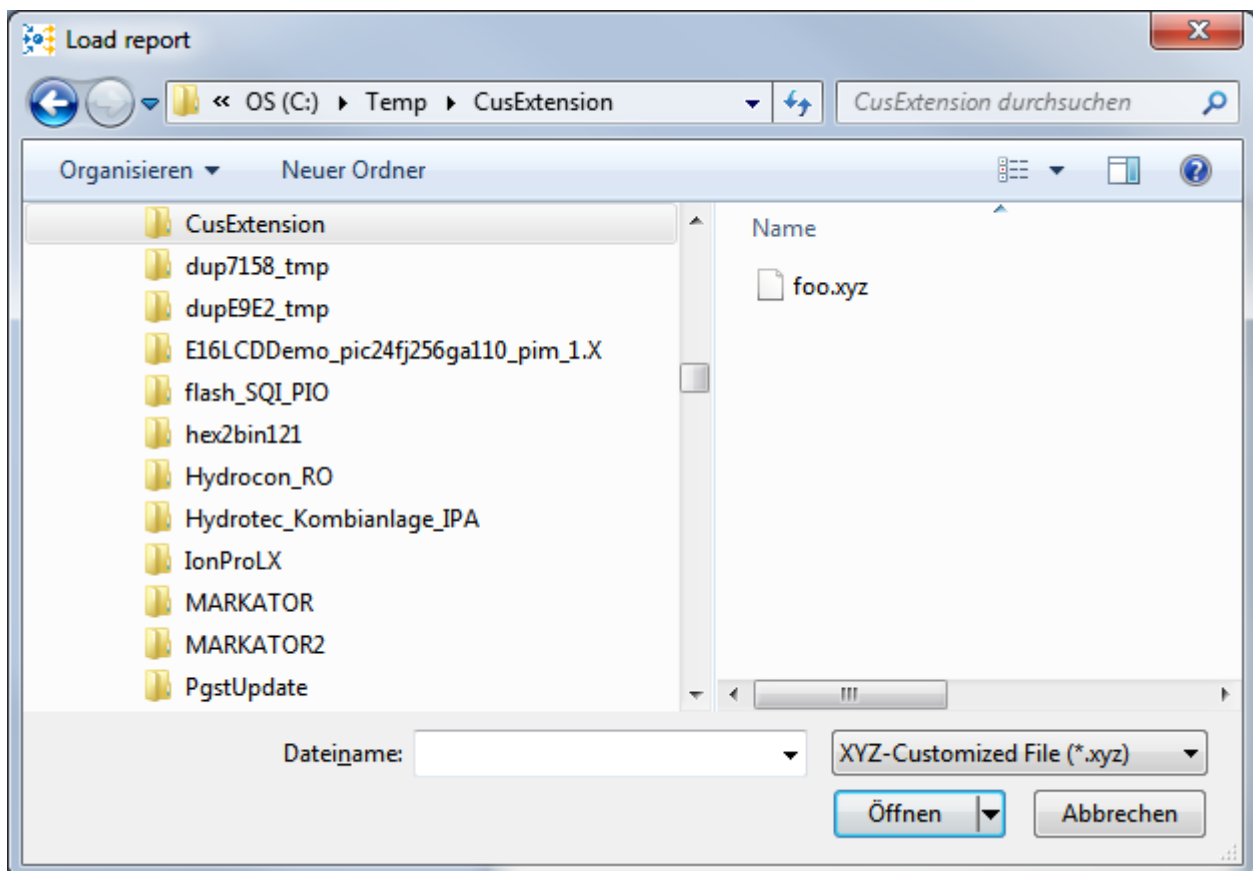 Load report
« OS (C:) ▸ Temp ▸ CusExtension
CusExtension durchsuchen
Organisieren
Neuer Ordner
CusExtension
dup7158_tmp
dupE9E2_tmp
E16LCDDemo_pic24fj256ga110_pim_1.X
flash_SQI_PIO
hex2bin121
Hydrocon_RO
Hydrotec_Kombianlage_IPA
IonProLX
MARKATOR
MARKATOR2
PgstUpdate
Name
foo.xyz
Dateiname:
XYZ-Customized File (*.xyz)
Öffnen
Abbrechen